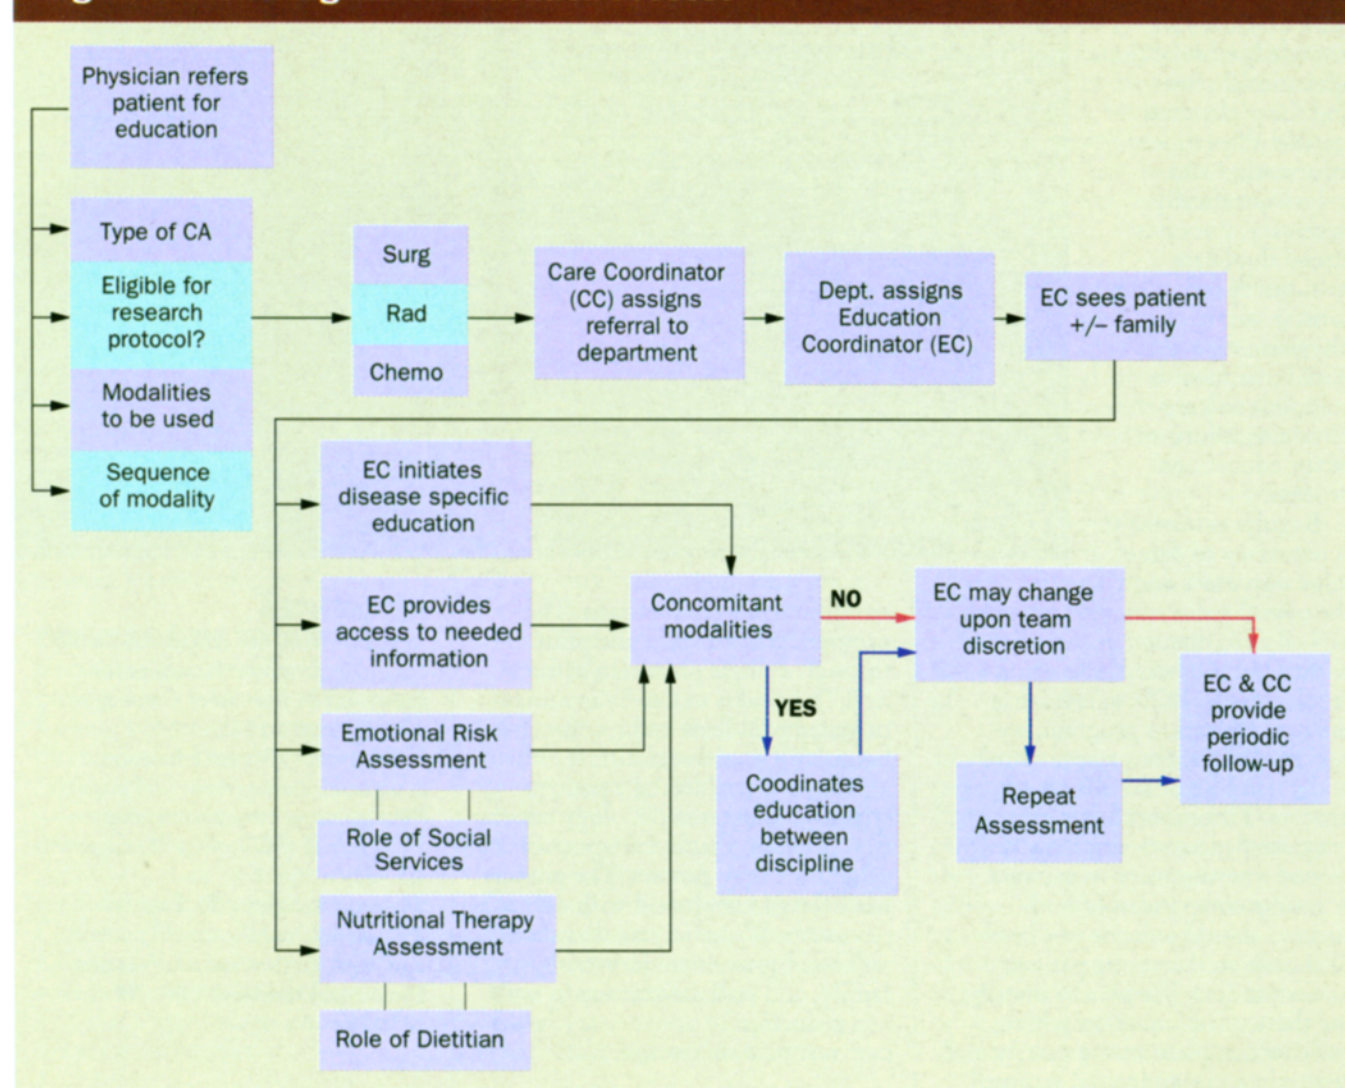 Physician refers
patient for
education
Type of CA
Eligible for
research
protocol?
Modalities
to be used
Sequence
of modality
Surg
Rad
Chemo
Care Coordinator
(CC) assigns
referral to
department
Dept. assigns
Education
Coordinator (EC)
EC sees patient
+/– family
EC initiates
disease specific
education
EC provides
access to needed
information
Emotional Risk
Assessment
Role of Social
Services
Nutritional Therapy
Assessment
Role of Dietitian
Concomitant
modalities
NO
YES
Coodinates
education
between
discipline
EC may change
upon team
discretion
Repeat
Assessment
EC & CC
provide
periodic
follow-up